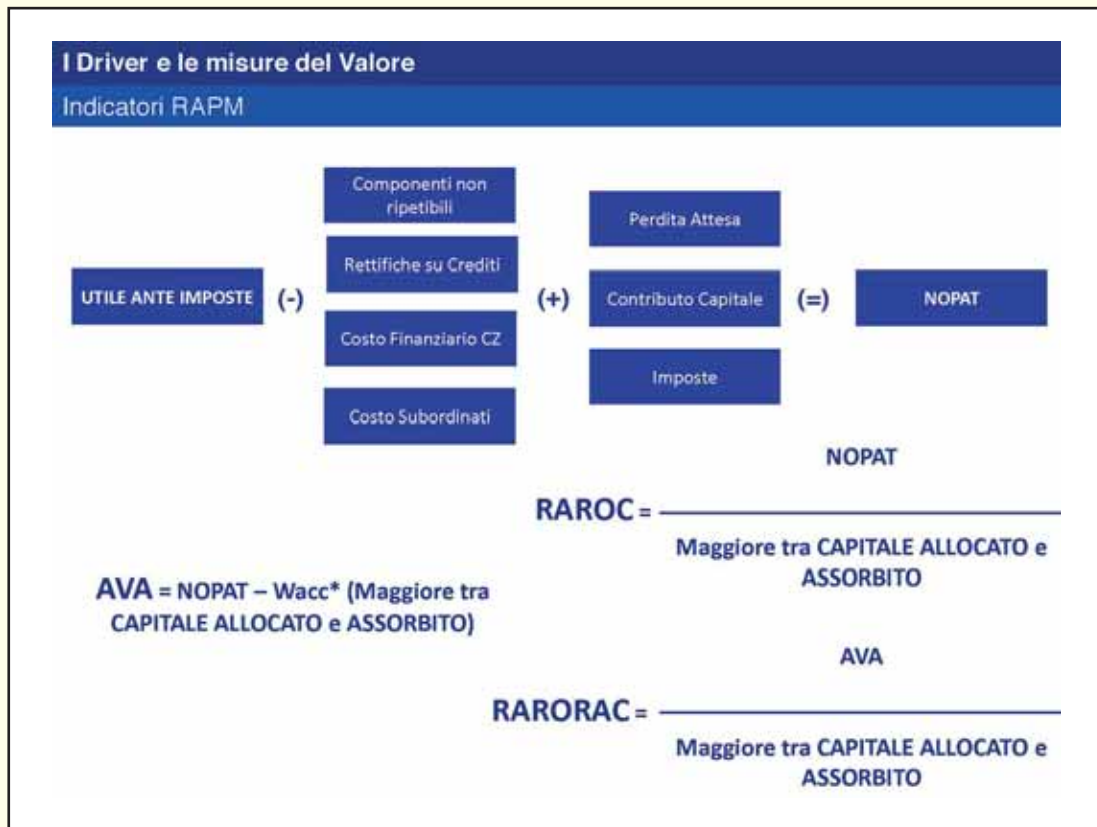 I Driver e le misure del Valore
Indicatori RAPM
Componenti non
ripetibili
Rettifiche su Crediti
Costo Finanziario CZ
Costo Subordinati
UTILE ANTE IMPOSTE
(-)
(+)
Perdita Attesa
Contributo Capitale
Imposte
(=)
NOPAT
NOPAT
RAROC =
Maggiore tra CAPITALE ALLOCATO e
ASSORBITO
AVA = NOPAT – Wacc* (Maggiore tra
CAPITALE ALLOCATO e ASSORBITO)
AVA
RARORAC =
Maggiore tra CAPITALE ALLOCATO e
ASSORBITO